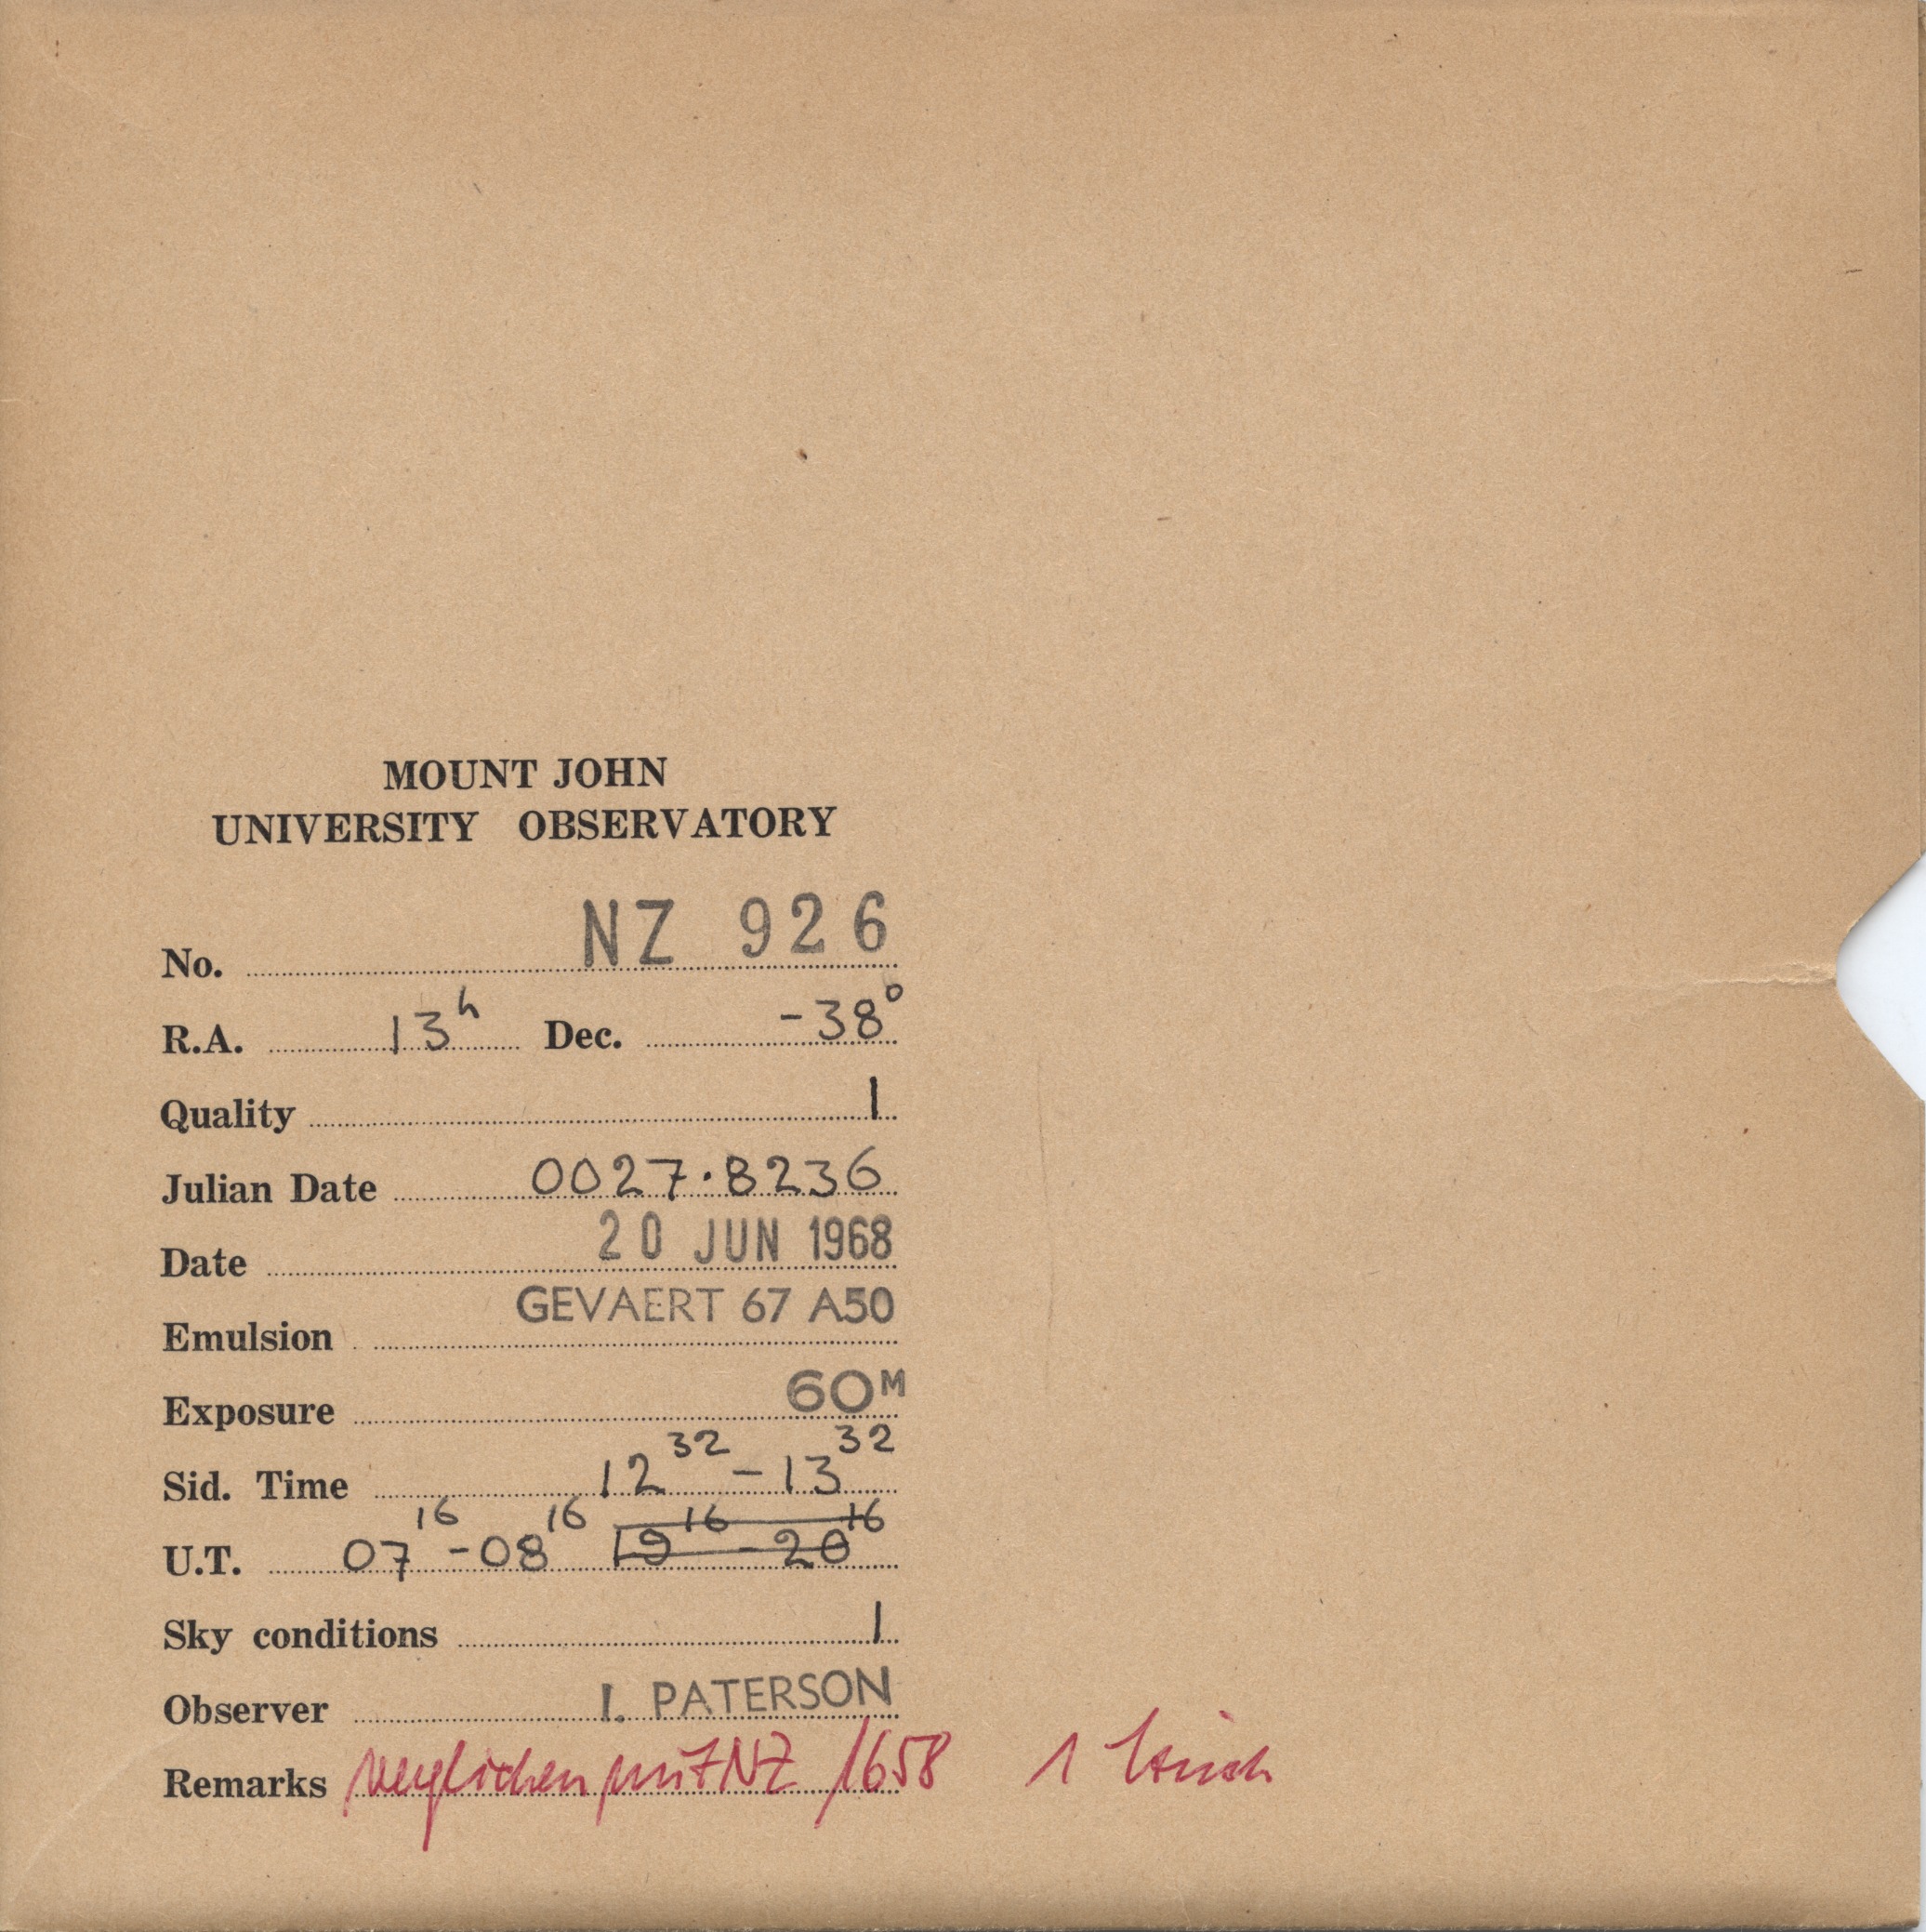 MOUNT JOHN
UNIVERSITY OBSERVATORY
No. NZ 926
R.A. 13h Dec. -38°
Quality 1
Julian Date 0027.8236
Date 20 JUN 1968
Emulsion GEVAERT 67 A50
Exposure 60M
Sid. Time 12 32 - 13 32
U.T. 07 16 - 08 16 19 16 - 20 16
Sky conditions 1
Observer I. PATERSON
Remarks verglichen mit NZ 1658 1